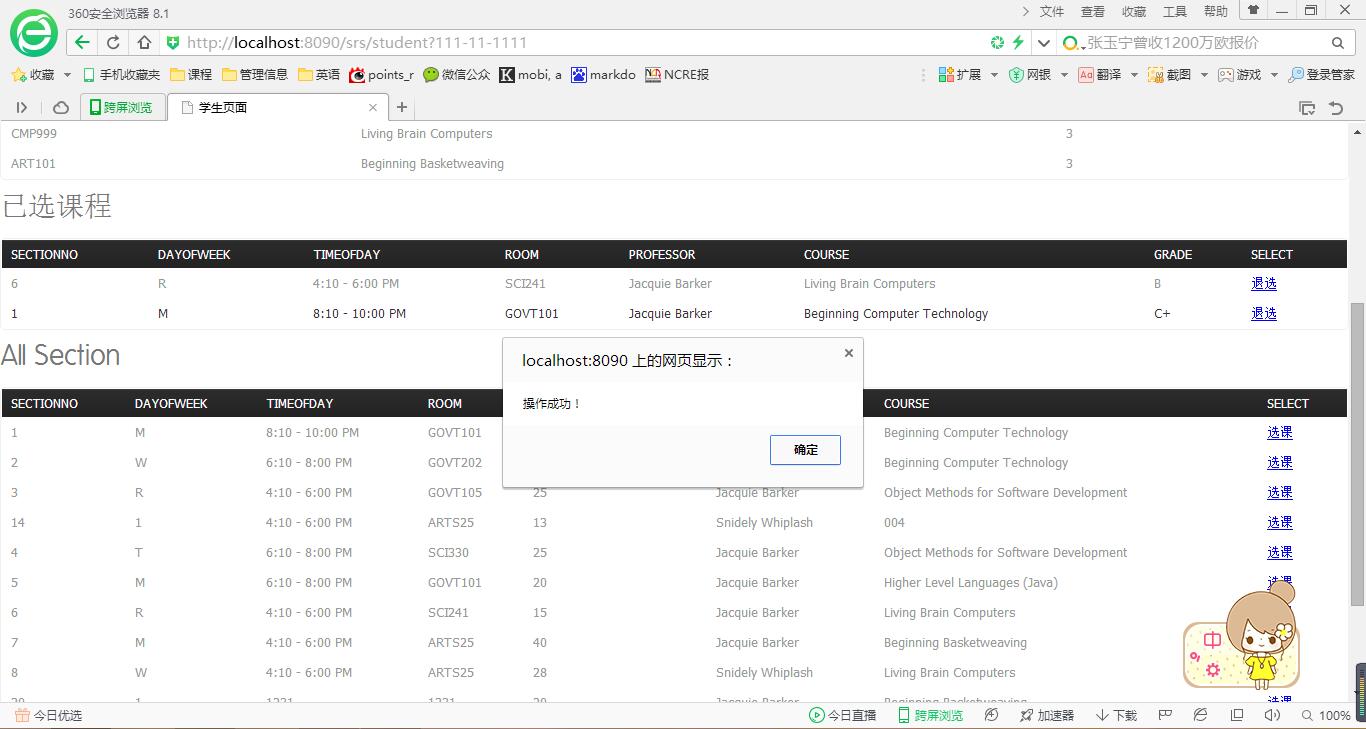 360安全浏览器 8.1
文件 查看 收藏 工具 帮助
http://localhost:8090/srs/student?111-11-1111
张玉宁曾收1200万欧报价
收藏 手机收藏夹 课程 管理信息 英语 points_r 微信公众 mobi, a markdo NCRE报 扩展 网银 Aあ 翻译 截图 游戏 登录管家
跨屏浏览 学生页面
CMP999 Living Brain Computers 3
ART101 Beginning Basketweaving 3
已选课程
SECTIONNO DAYOFWEEK TIMEOFDAY ROOM PROFESSOR COURSE GRADE SELECT
6 R 4:10 - 6:00 PM SCI241 Jacquie Barker Living Brain Computers B 退选
1 M 8:10 - 10:00 PM GOVT101 Jacquie Barker Beginning Computer Technology C+ 退选
All Section
localhost:8090 上的网页显示：
操作成功！
确定
SECTIONNO DAYOFWEEK TIMEOFDAY ROOM COURSE SELECT
1 M 8:10 - 10:00 PM GOVT101 Beginning Computer Technology 选课
2 W 6:10 - 8:00 PM GOVT202 Beginning Computer Technology 选课
3 R 4:10 - 6:00 PM GOVT105 25 Jacquie Barker Object Methods for Software Development 选课
14 1 4:10 - 6:00 PM ARTS25 13 Snidely Whiplash 004 选课
4 T 6:10 - 8:00 PM SCI330 25 Jacquie Barker Object Methods for Software Development 选课
5 M 6:10 - 8:00 PM GOVT101 20 Jacquie Barker Higher Level Languages (Java) 选课
6 R 4:10 - 6:00 PM SCI241 15 Jacquie Barker Living Brain Computers
7 M 4:10 - 6:00 PM ARTS25 40 Jacquie Barker Beginning Basketweaving
中
8 W 4:10 - 6:00 PM ARTS25 28 Snidely Whiplash Living Brain Computers
Jacquie Barker Beginning Basketweaving 选课
今日优选 今日直播 跨屏浏览 加速器 下载 100%